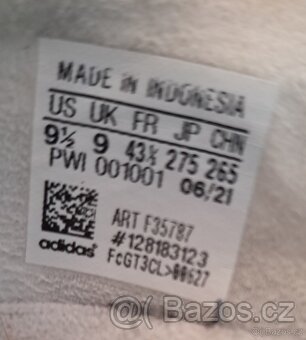 MADE IN INDONESIA
US UK FR JP CHN
9½ 9 43⅓ 275 265
PWI 001001 06/21
ART F35787
#128183123
FcGT3CL>00627
adidas
Bazos.cz